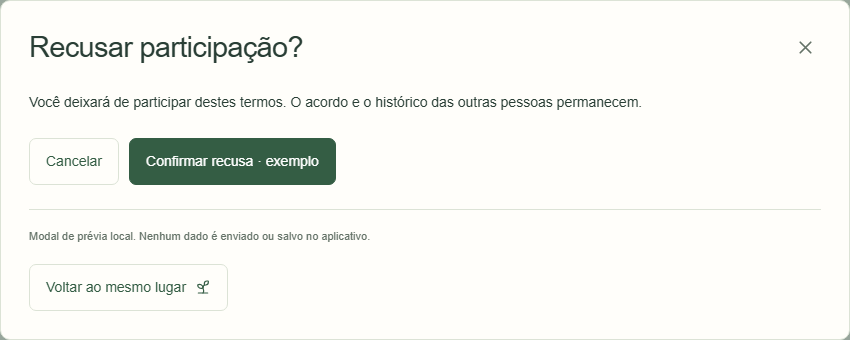 Recusar participação?
Você deixará de participar destes termos. O acordo e o histórico das outras pessoas permanecem.
Cancelar
Confirmar recusa · exemplo
Modal de prévia local. Nenhum dado é enviado ou salvo no aplicativo.
Voltar ao mesmo lugar